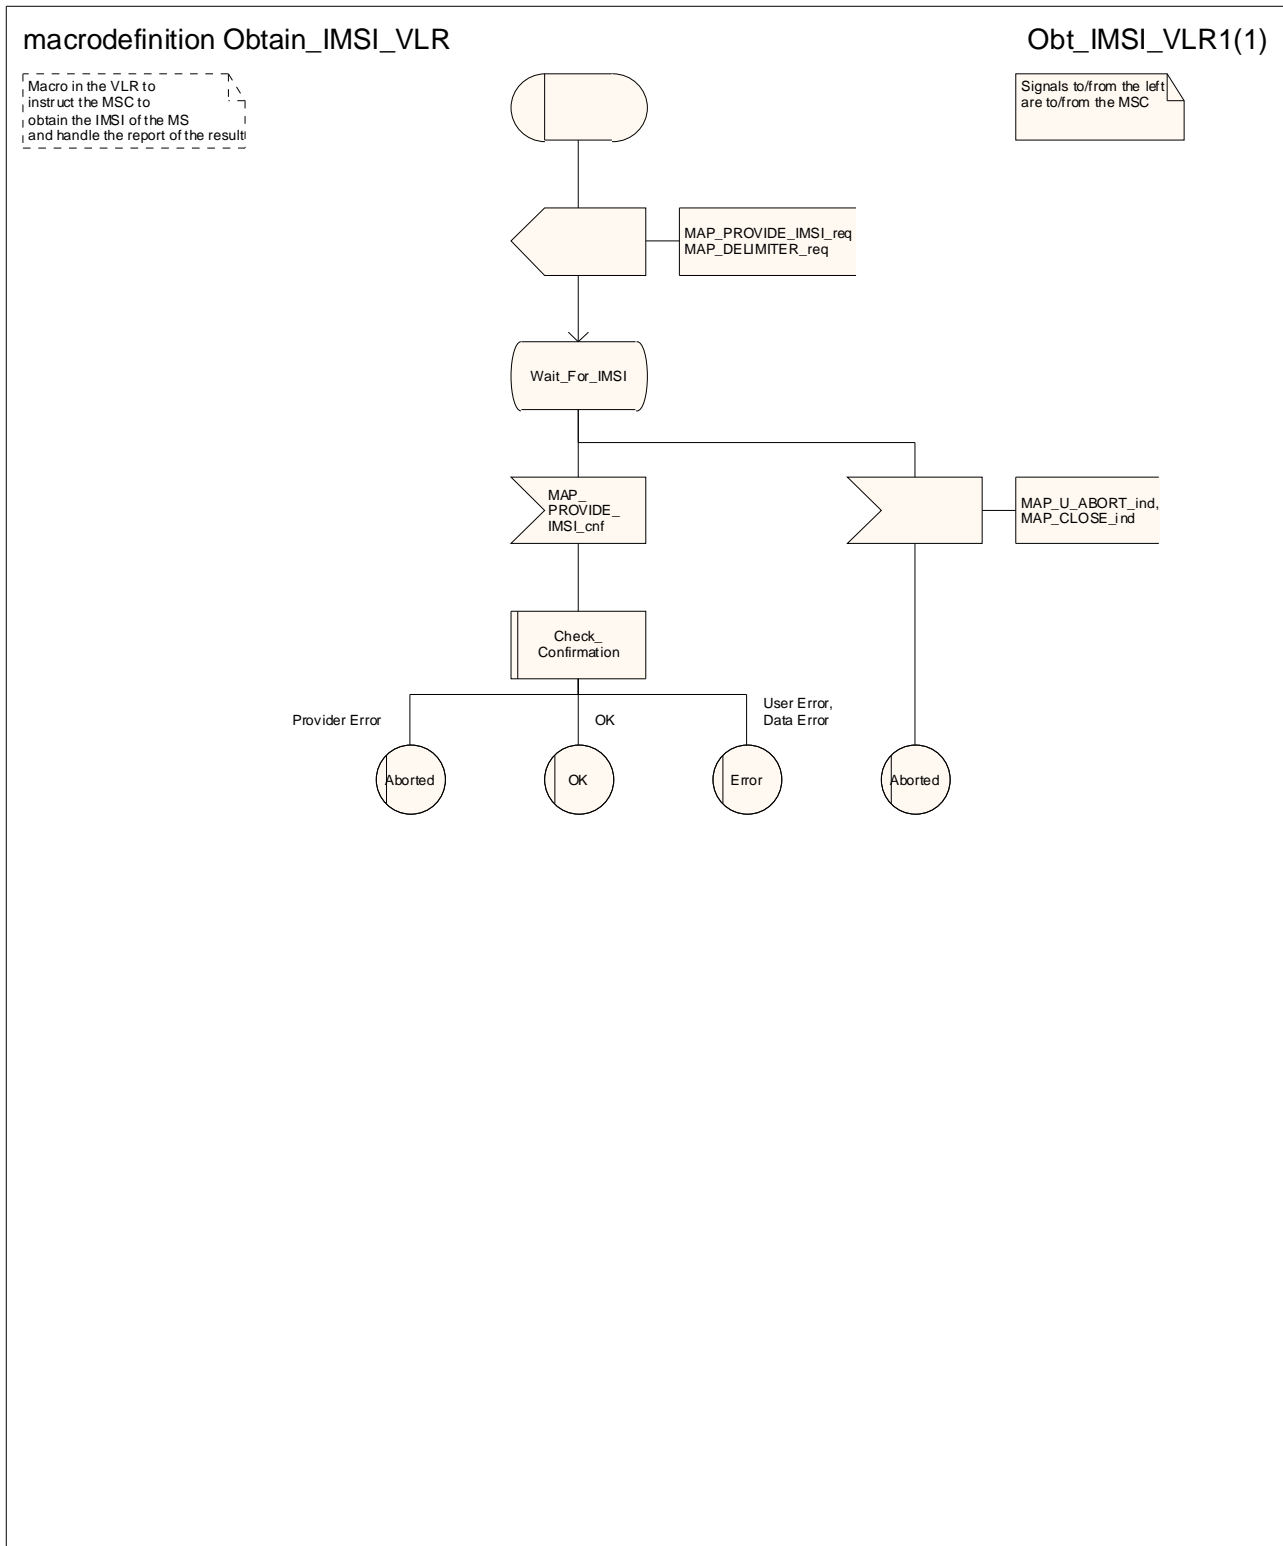 macrodefinition Obtain_IMSI_VLR
Obt_IMSI_VLR1(1)
Macro in the VLR to
instruct the MSC to
obtain the IMSI of the MS
and handle the report of the result
Signals to/from the left
are to/from the MSC
MAP_PROVIDE_IMSI_req
MAP_DELIMITER_req
Wait_For_IMSI
MAP_
PROVIDE_
IMSI_cnf
MAP_U_ABORT_ind,
MAP_CLOSE_ind
Check_
Confirmation
Provider Error
OK
User Error,
Data Error
Aborted
OK
Error
Aborted